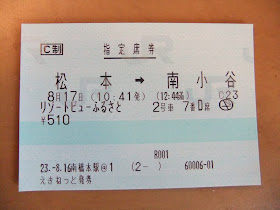 C制
指定席券
松本 → 南小谷
8月17日 (10:41発) (12:44着) C23
リゾートビューふるさと 2号車 7番D席
¥510
R001
23.-8.16南橋本駅@1 (2- ) 60006-01
えきねっと発券